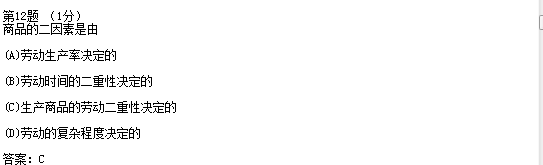 第12题 (1分)
商品的二因素是由
(A)劳动生产率决定的
(B)劳动时间的二重性决定的
(C)生产商品的劳动二重性决定的
(D)劳动的复杂程度决定的
答案: C